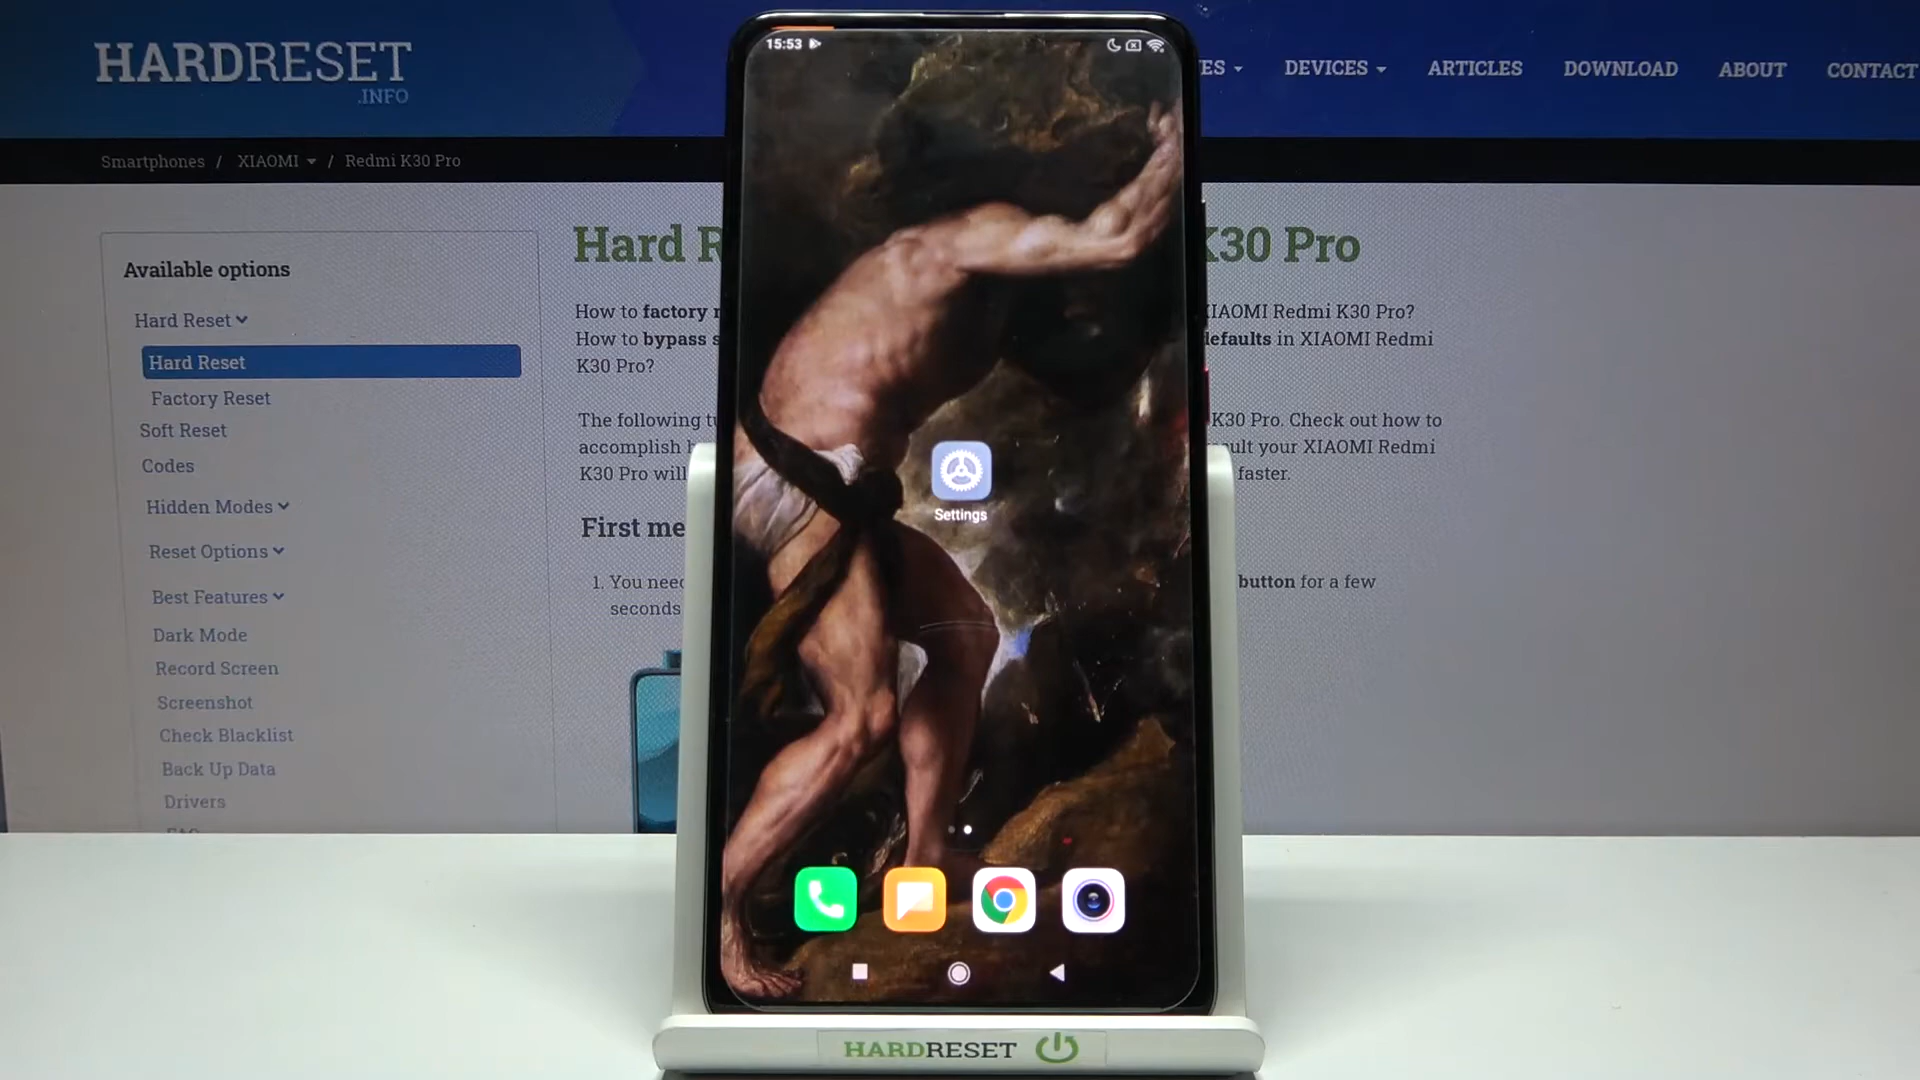 HARDRESET
.INFO
DEVICES
ARTICLES
DOWNLOAD
ABOUT
CONTACT
15:53
Smartphones / XIAOMI / Redmi K30 Pro
Available options
Hard Reset
Hard Reset
Factory Reset
Soft Reset
Codes
Hidden Modes
Reset Options
Best Features
Dark Mode
Record Screen
Screenshot
Check Blacklist
Back Up Data
Drivers
Hard R K30 Pro
How to factory r XIAOMI Redmi K30 Pro?
How to bypass s defaults in XIAOMI Redmi
K30 Pro?
The following tu K30 Pro. Check out how to
accomplish ult your XIAOMI Redmi
K30 Pro will faster.
First me
1. You need button for a few
seconds
Settings
HARDRESET